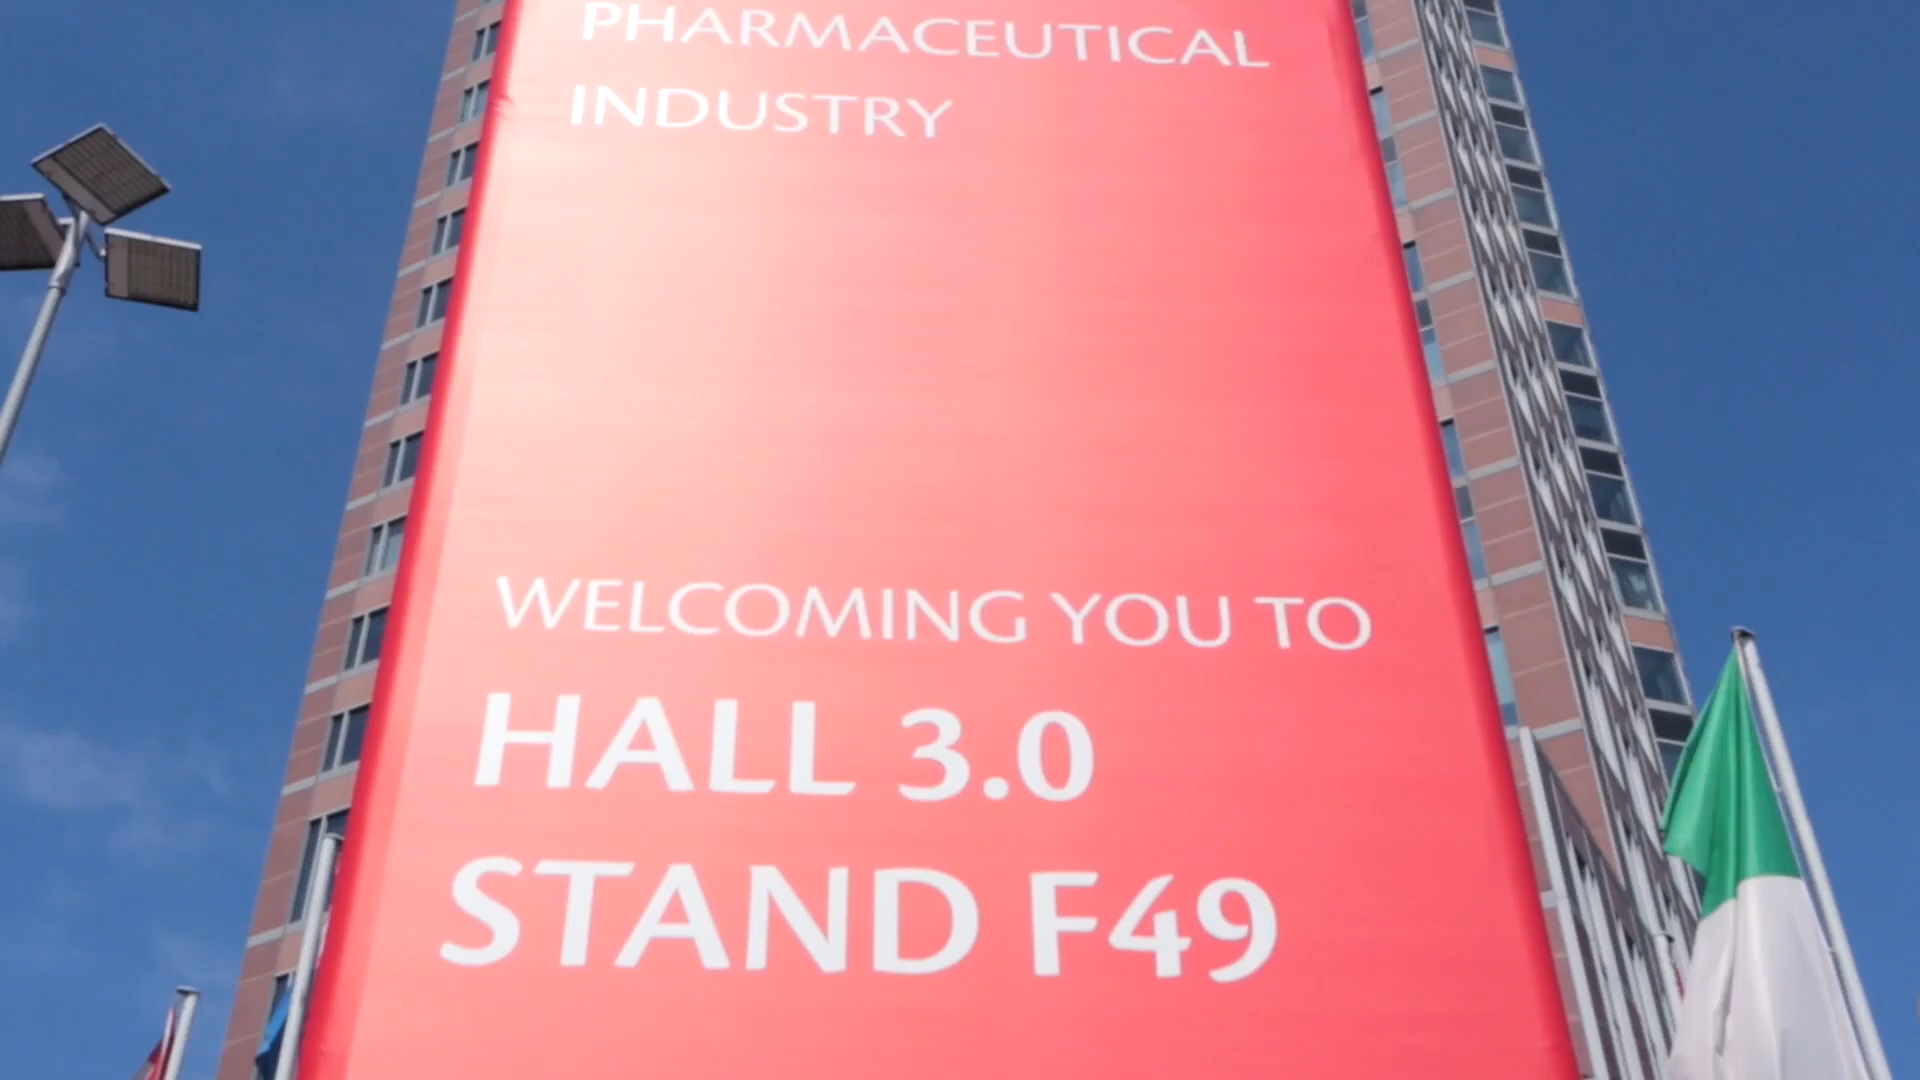 PHARMACEUTICAL
INDUSTRY
WELCOMING YOU TO
HALL 3.0
STAND F49